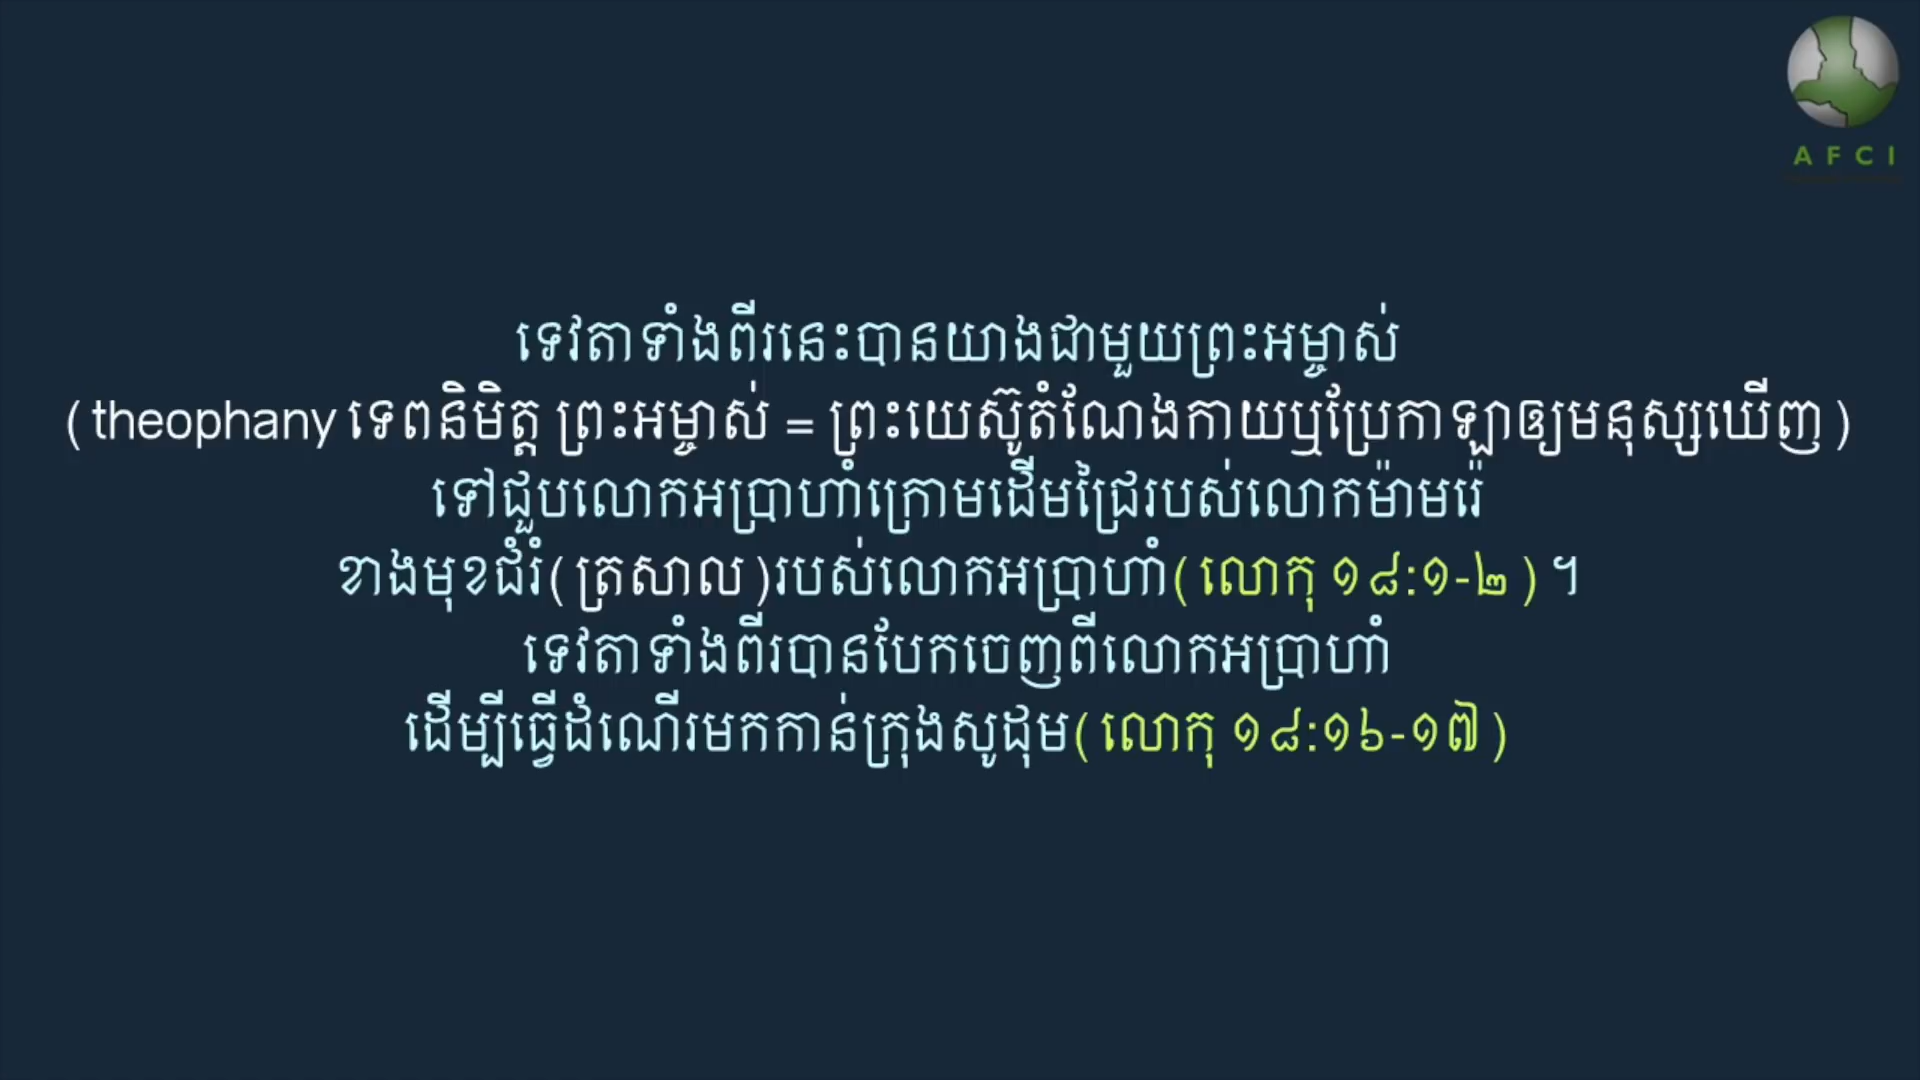 AFCI
ទេវតាទាំងពីរនេះបានយាងជាមួយព្រះអម្ចាស់
( theophany ទេពនិមិត្ត ព្រះអម្ចាស់ = ព្រះយេស៊ូតំណែងកាយឬប្រែកាឡាឲ្យមនុស្សឃើញ )
ទៅជួបលោកអប្រាហាំក្រោមដើមជ្រៃរបស់លោកម៉ាមរ៉េ
ខាងមុខជំរំ( ត្រសាល )របស់លោកអប្រាហាំ( លោកុ ១៨:១-២ ) ។
ទេវតាទាំងពីរបានបែកចេញពីលោកអប្រាហាំ
ដើម្បីធ្វើដំណើរមកកាន់ក្រុងសូដុម( លោកុ ១៨:១៦-១៧ )